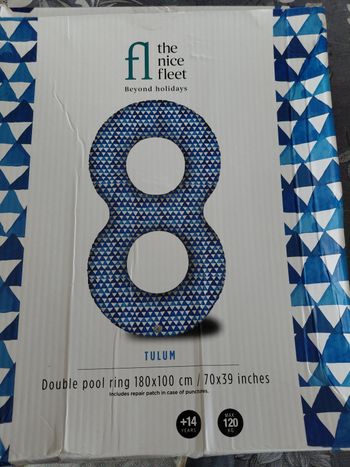 fl
the
nice
fleet
Beyond holidays
TULUM
Double pool ring 180x100 cm / 70x39 inches
Includes repair patch in case of punctures.
+14
YEARS
MAX
120
KG